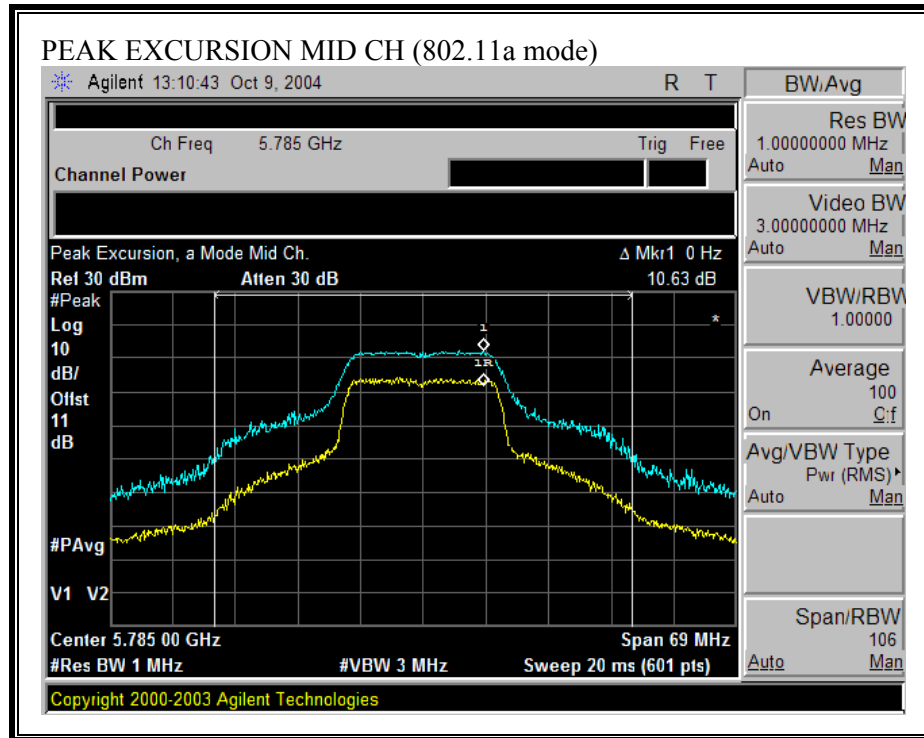 PEAK EXCURSION MID CH (802.11a mode)
Agilent 13:10:43 Oct 9, 2004 R T
BW/Avg
Ch Freq 5.785 GHz Trig Free
Channel Power
Res BW
1.00000000 MHz
Auto Man
Video BW
3.00000000 MHz
Auto Man
Peak Excursion, a Mode Mid Ch. Δ Mkr1 0 Hz
Ref 30 dBm Atten 30 dB 10.63 dB
#Peak
Log
10
dB/
Offst
11
dB
1
1R
*
#PAvg
V1 V2
VBW/RBW
1.00000
Average
100
On Off
Avg/VBW Type
Pwr (RMS)
Auto Man
Span/RBW
106
Auto Man
Center 5.785 00 GHz Span 69 MHz
#Res BW 1 MHz #VBW 3 MHz Sweep 20 ms (601 pts)
Copyright 2000-2003 Agilent Technologies